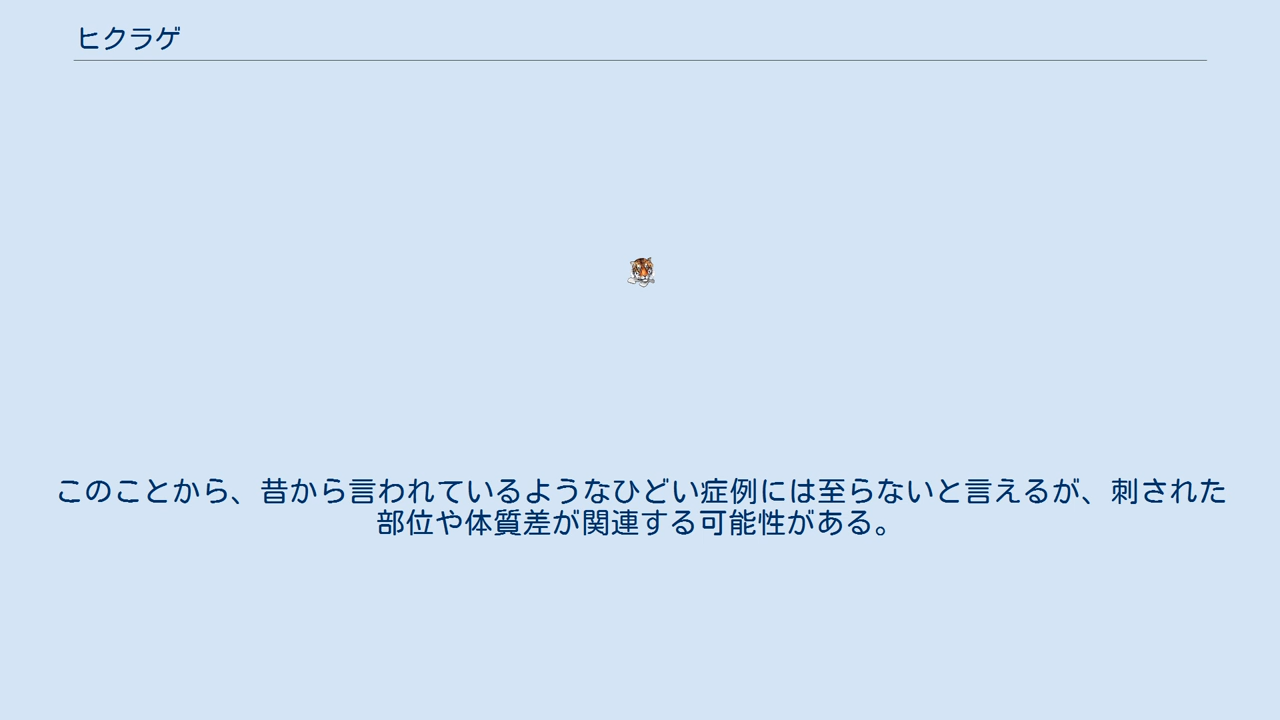 ヒクラゲ
このことから、昔から言われているようなひどい症例には至らないと言えるが、刺された
部位や体質差が関連する可能性がある。